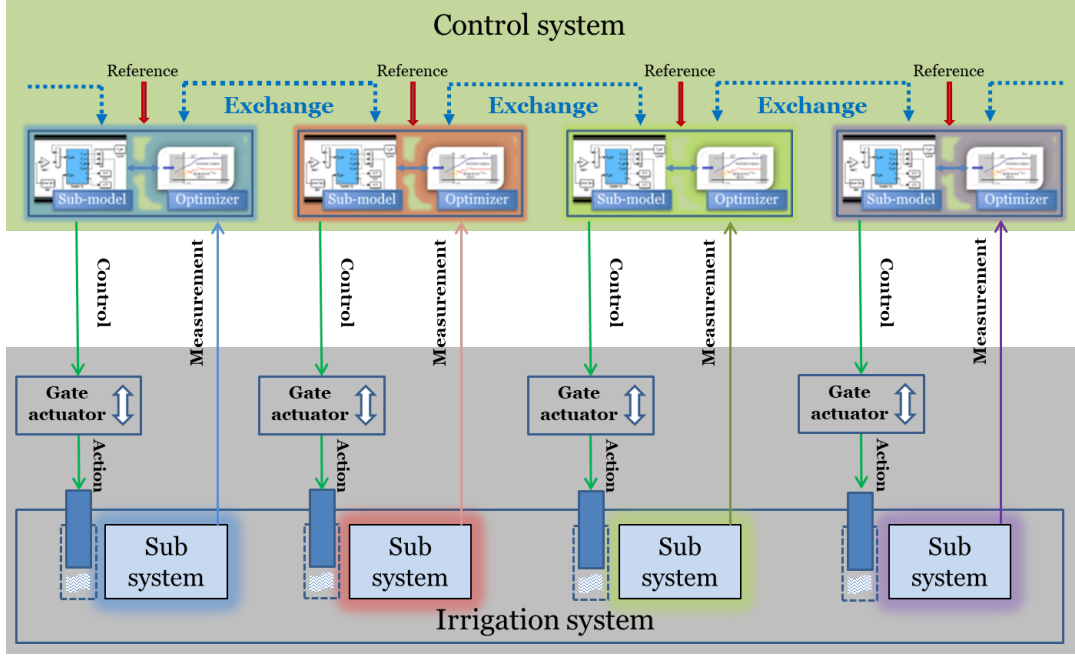 Control system
Reference
Reference
Reference
Reference
Exchange
Exchange
Exchange
Sub-model
Optimizer
Sub-model
Optimizer
Sub-model
Optimizer
Sub-model
Optimizer
Control
Measurement
Control
Measurement
Control
Measurement
Control
Measurement
Gate
actuator
Gate
actuator
Gate
actuator
Gate
actuator
Action
Action
Action
Action
Sub
system
Sub
system
Sub
system
Sub
system
Irrigation system